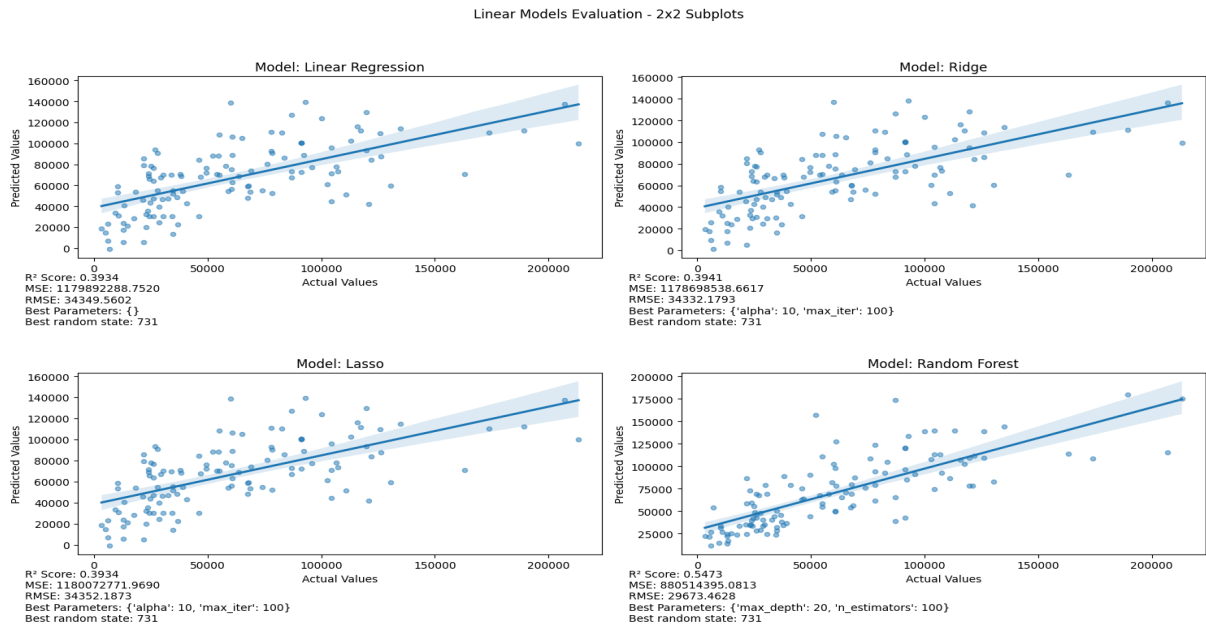 Linear Models Evaluation - 2x2 Subplots
Model: Linear Regression
160000
140000
120000
100000
80000
60000
40000
20000
0
Predicted Values
0 50000 100000 150000 200000
Actual Values
R² Score: 0.3934
MSE: 1179892288.7520
RMSE: 34349.5602
Best Parameters: {}
Best random state: 731
Model: Ridge
160000
140000
120000
100000
80000
60000
40000
20000
0
Predicted Values
0 50000 100000 150000 200000
Actual Values
R² Score: 0.3941
MSE: 1178698538.6617
RMSE: 34332.1793
Best Parameters: {'alpha': 10, 'max_iter': 100}
Best random state: 731
Model: Lasso
160000
140000
120000
100000
80000
60000
40000
20000
0
Predicted Values
0 50000 100000 150000 200000
Actual Values
R² Score: 0.3934
MSE: 1180072771.9690
RMSE: 34352.1873
Best Parameters: {'alpha': 10, 'max_iter': 100}
Best random state: 731
Model: Random Forest
175000
150000
125000
100000
75000
50000
25000
Predicted Values
0 50000 100000 150000 200000
Actual Values
R² Score: 0.5473
MSE: 880514395.0813
RMSE: 29673.4628
Best Parameters: {'max_depth': 20, 'n_estimators': 100}
Best random state: 731